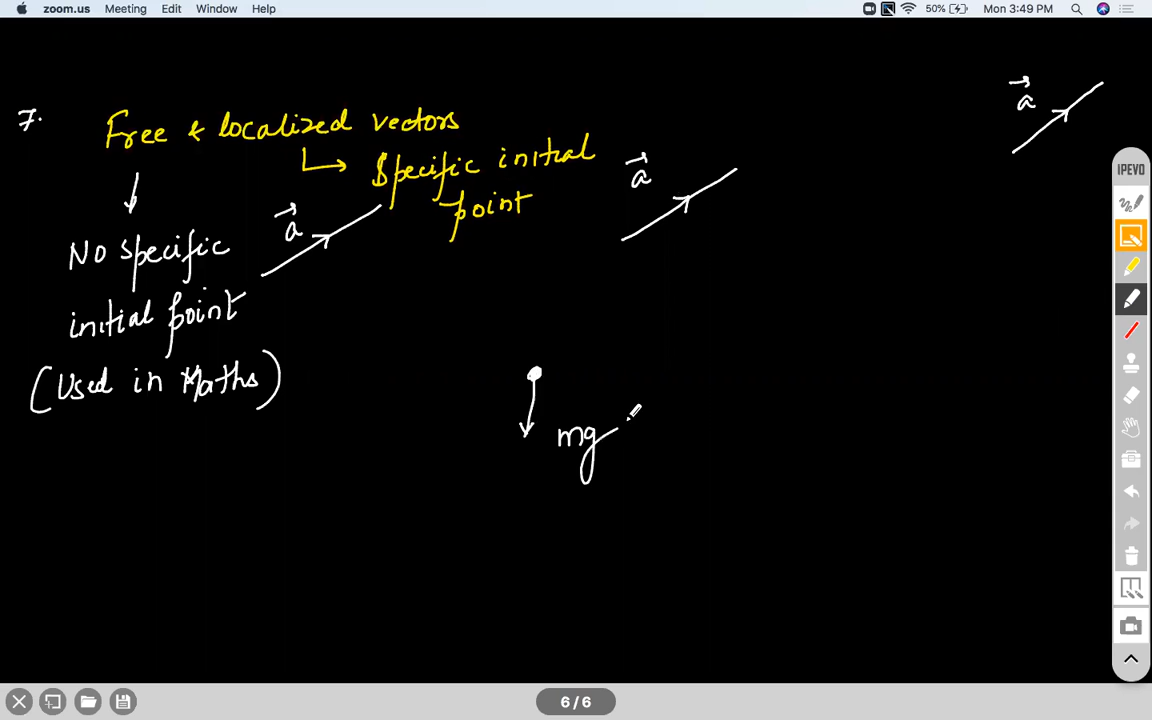 zoom.us Meeting Edit Window Help
50% Mon 3:49 PM
7. Free & localized vectors
Specific initial
point
No specific
initial point
(Used in Maths)
a
a
a
mg
IPEVO
6/6